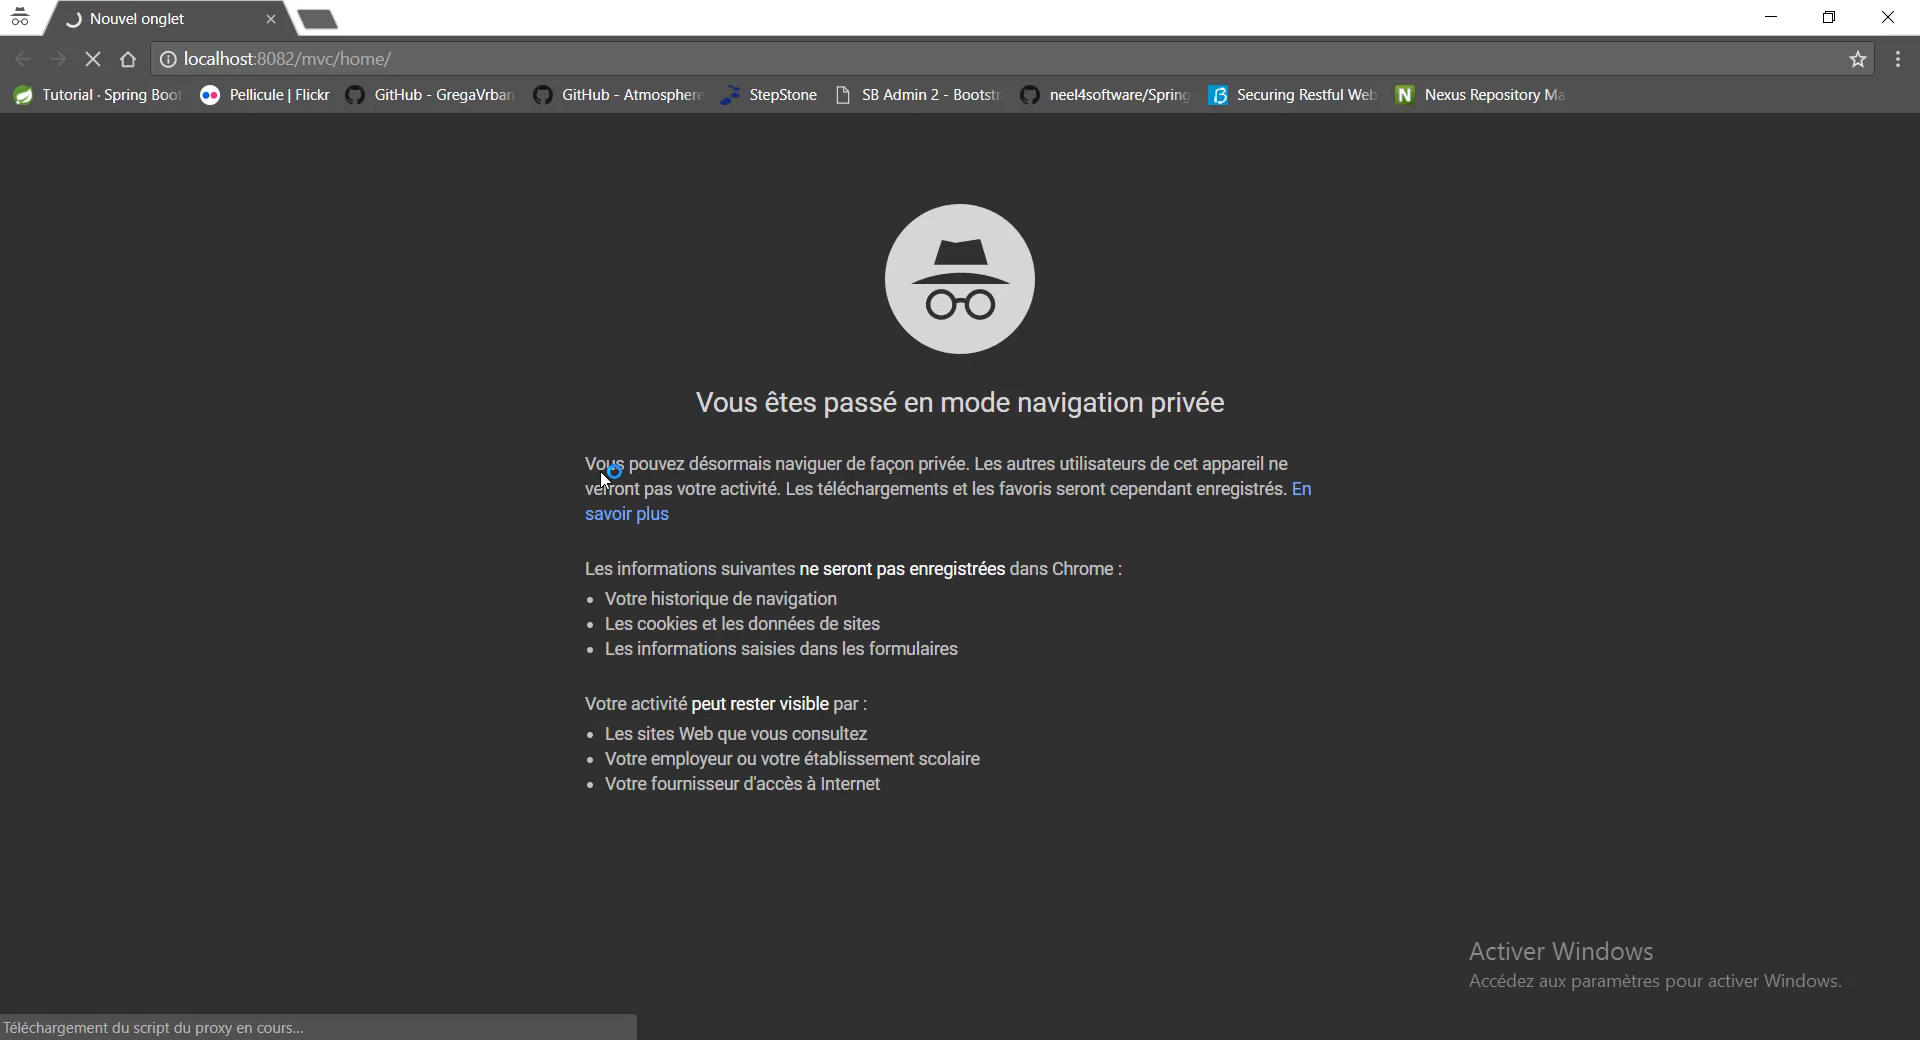 Nouvel onglet
localhost:8082/mvc/home/
Tutorial · Spring Boot
Pellicule | Flickr
GitHub - GregaVrban
GitHub - Atmosphere
StepStone
SB Admin 2 - Bootstr
neel4software/Spring
Securing Restful Web
Nexus Repository Ma
Vous êtes passé en mode navigation privée
Vous pouvez désormais naviguer de façon privée. Les autres utilisateurs de cet appareil ne
verront pas votre activité. Les téléchargements et les favoris seront cependant enregistrés. En
savoir plus
Les informations suivantes ne seront pas enregistrées dans Chrome :
• Votre historique de navigation
• Les cookies et les données de sites
• Les informations saisies dans les formulaires
Votre activité peut rester visible par :
• Les sites Web que vous consultez
• Votre employeur ou votre établissement scolaire
• Votre fournisseur d'accès à Internet
Activer Windows
Accédez aux paramètres pour activer Windows.
Téléchargement du script du proxy en cours...